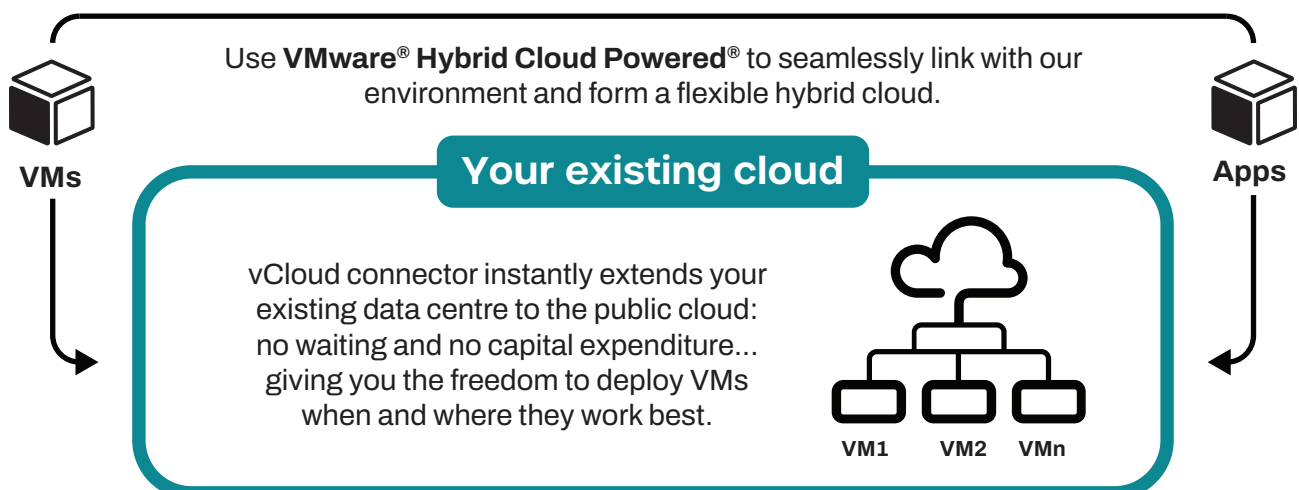 Use VMware® Hybrid Cloud Powered® to seamlessly link with our
environment and form a flexible hybrid cloud.
VMs
Apps
Your existing cloud
vCloud connector instantly extends your
existing data centre to the public cloud:
no waiting and no capital expenditure...
giving you the freedom to deploy VMs
when and where they work best.
VM1
VM2
VMn